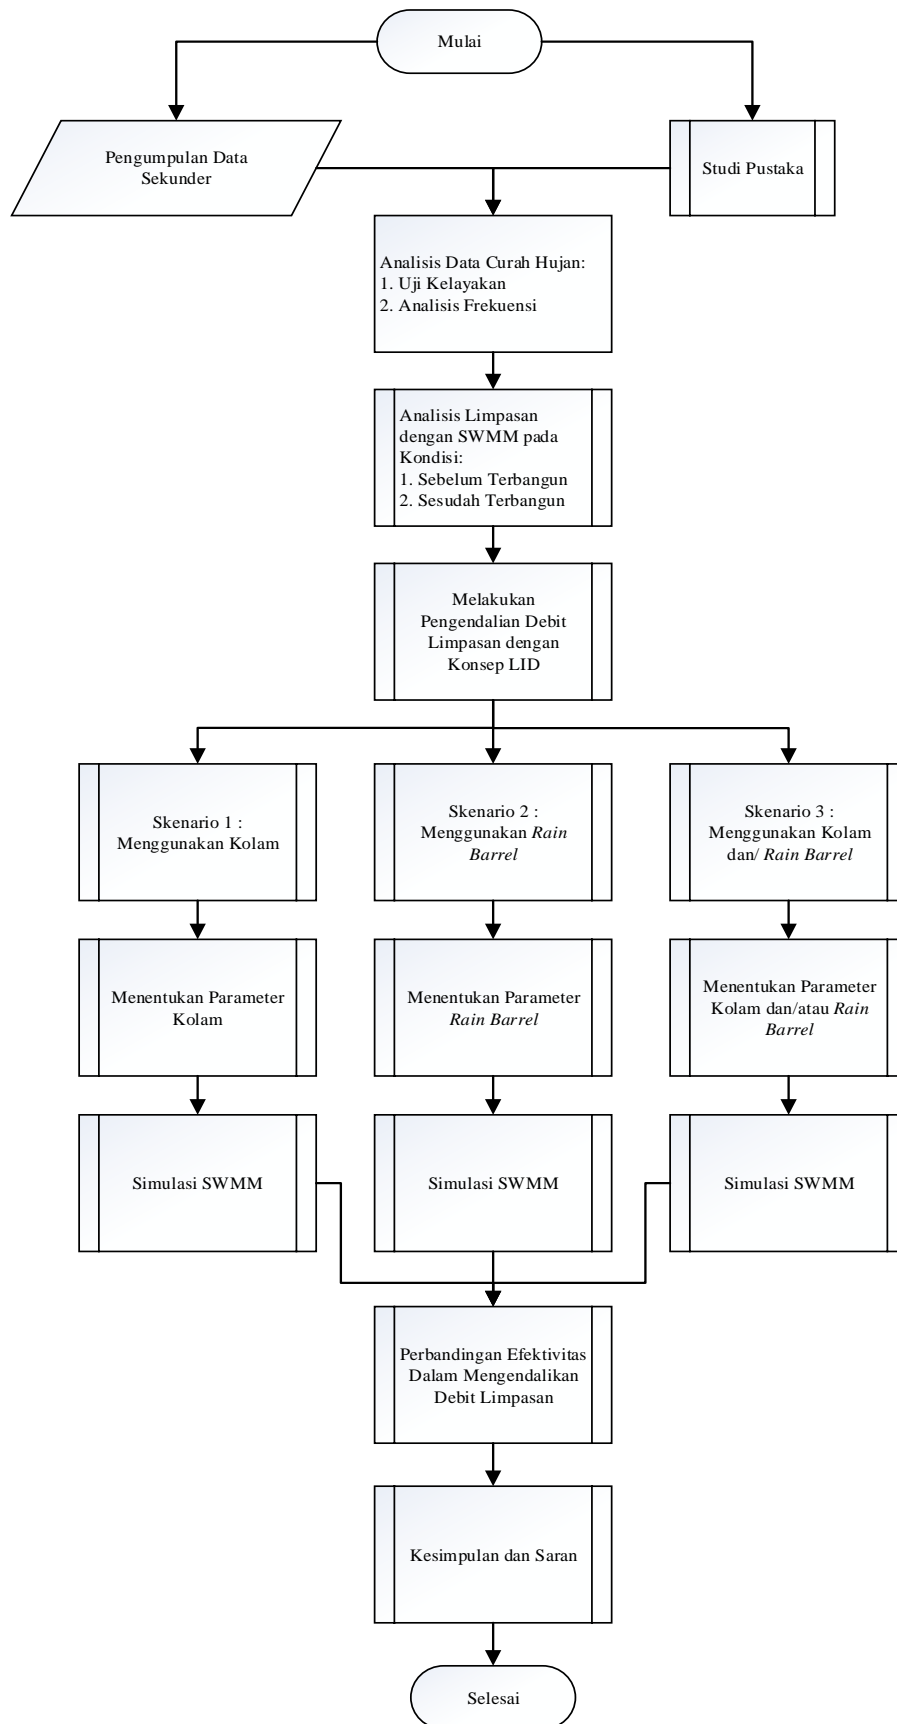 Mulai
Pengumpulan Data
Sekunder
Studi Pustaka
Analisis Data Curah Hujan:
1. Uji Kelayakan
2. Analisis Frekuensi
Analisis Limpasan
dengan SWMM pada
Kondisi:
1. Sebelum Terbangun
2. Sesudah Terbangun
Melakukan
Pengendalian Debit
Limpasan dengan
Konsep LID
Skenario 1 :
Menggunakan Kolam
Skenario 2 :
Menggunakan Rain
Barrel
Skenario 3 :
Menggunakan Kolam
dan/ Rain Barrel
Menentukan Parameter
Kolam
Menentukan Parameter
Rain Barrel
Menentukan Parameter
Kolam dan/atau Rain
Barrel
Simulasi SWMM
Simulasi SWMM
Simulasi SWMM
Perbandingan Efektivitas
Dalam Mengendalikan
Debit Limpasan
Kesimpulan dan Saran
Selesai